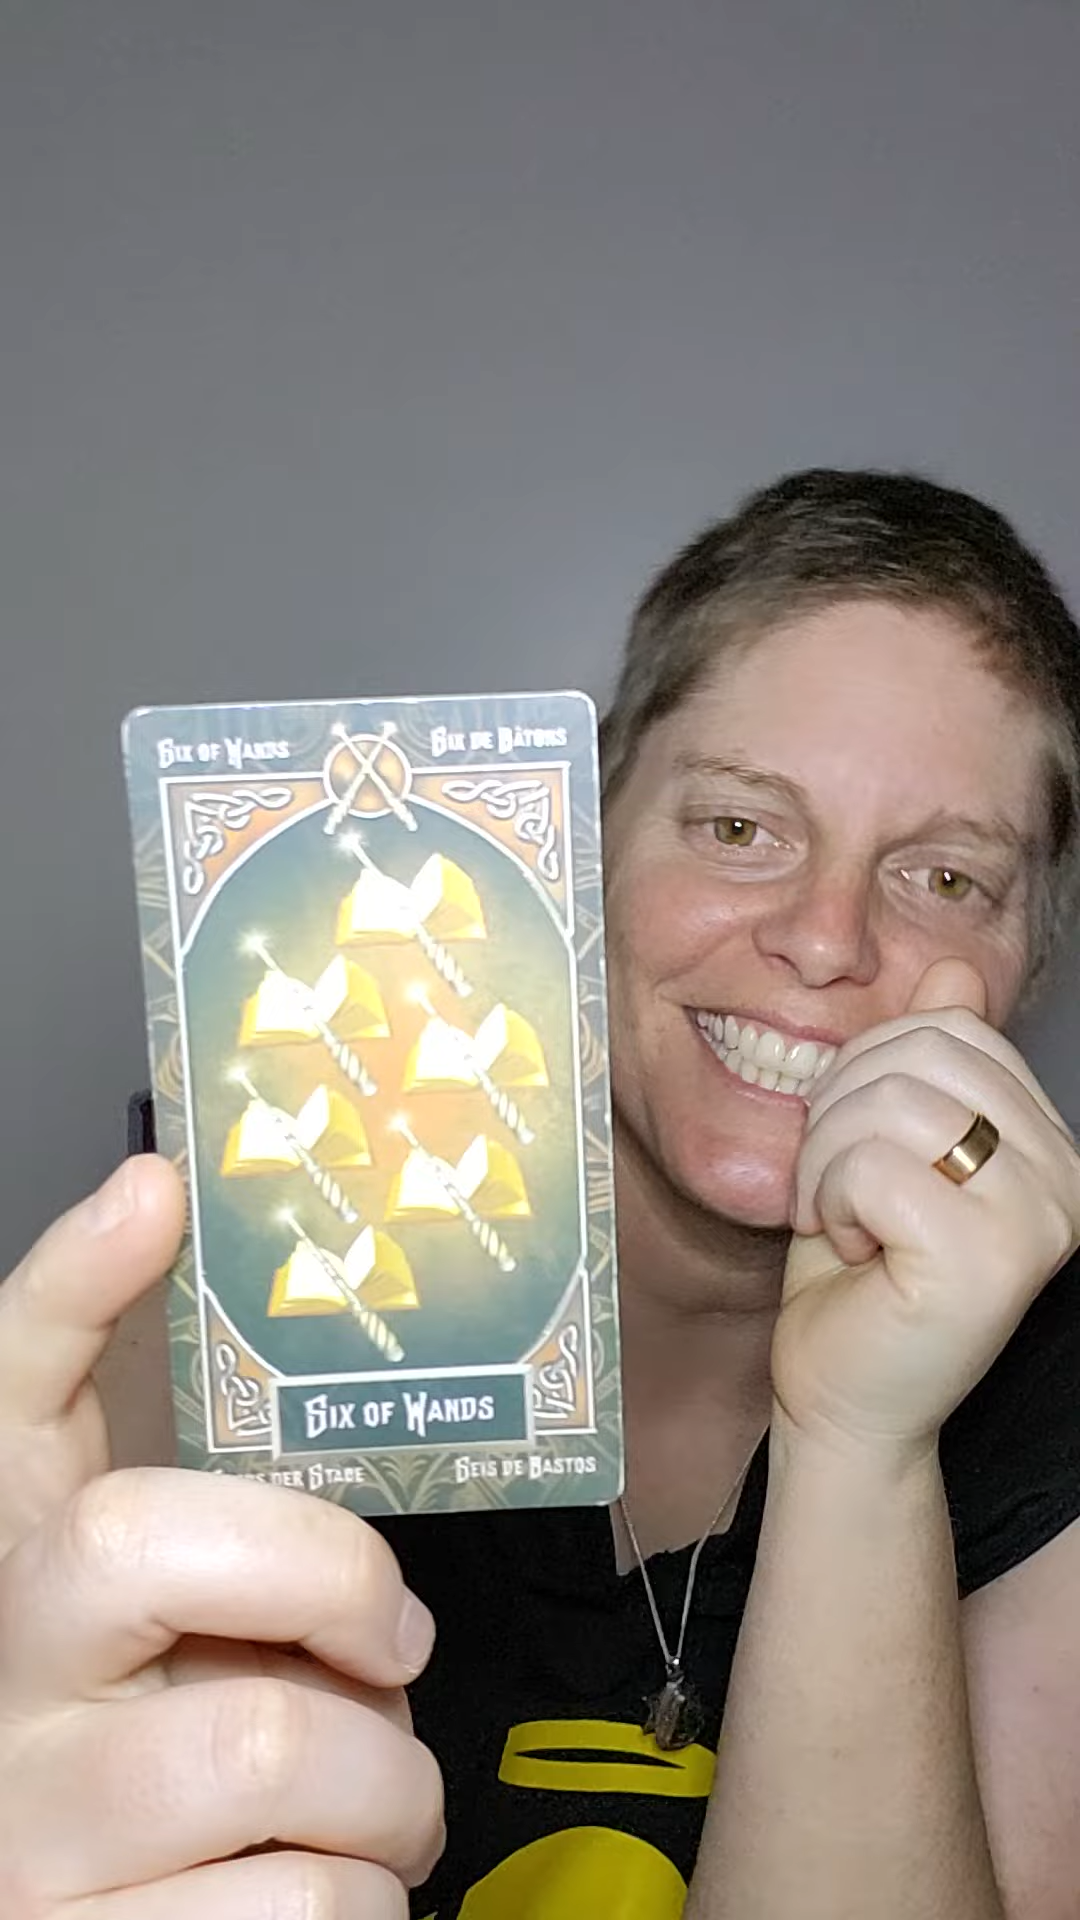 Six of Wands
Six de Bâtons
Six of Wands
der Stäbe
Seis de Bastos